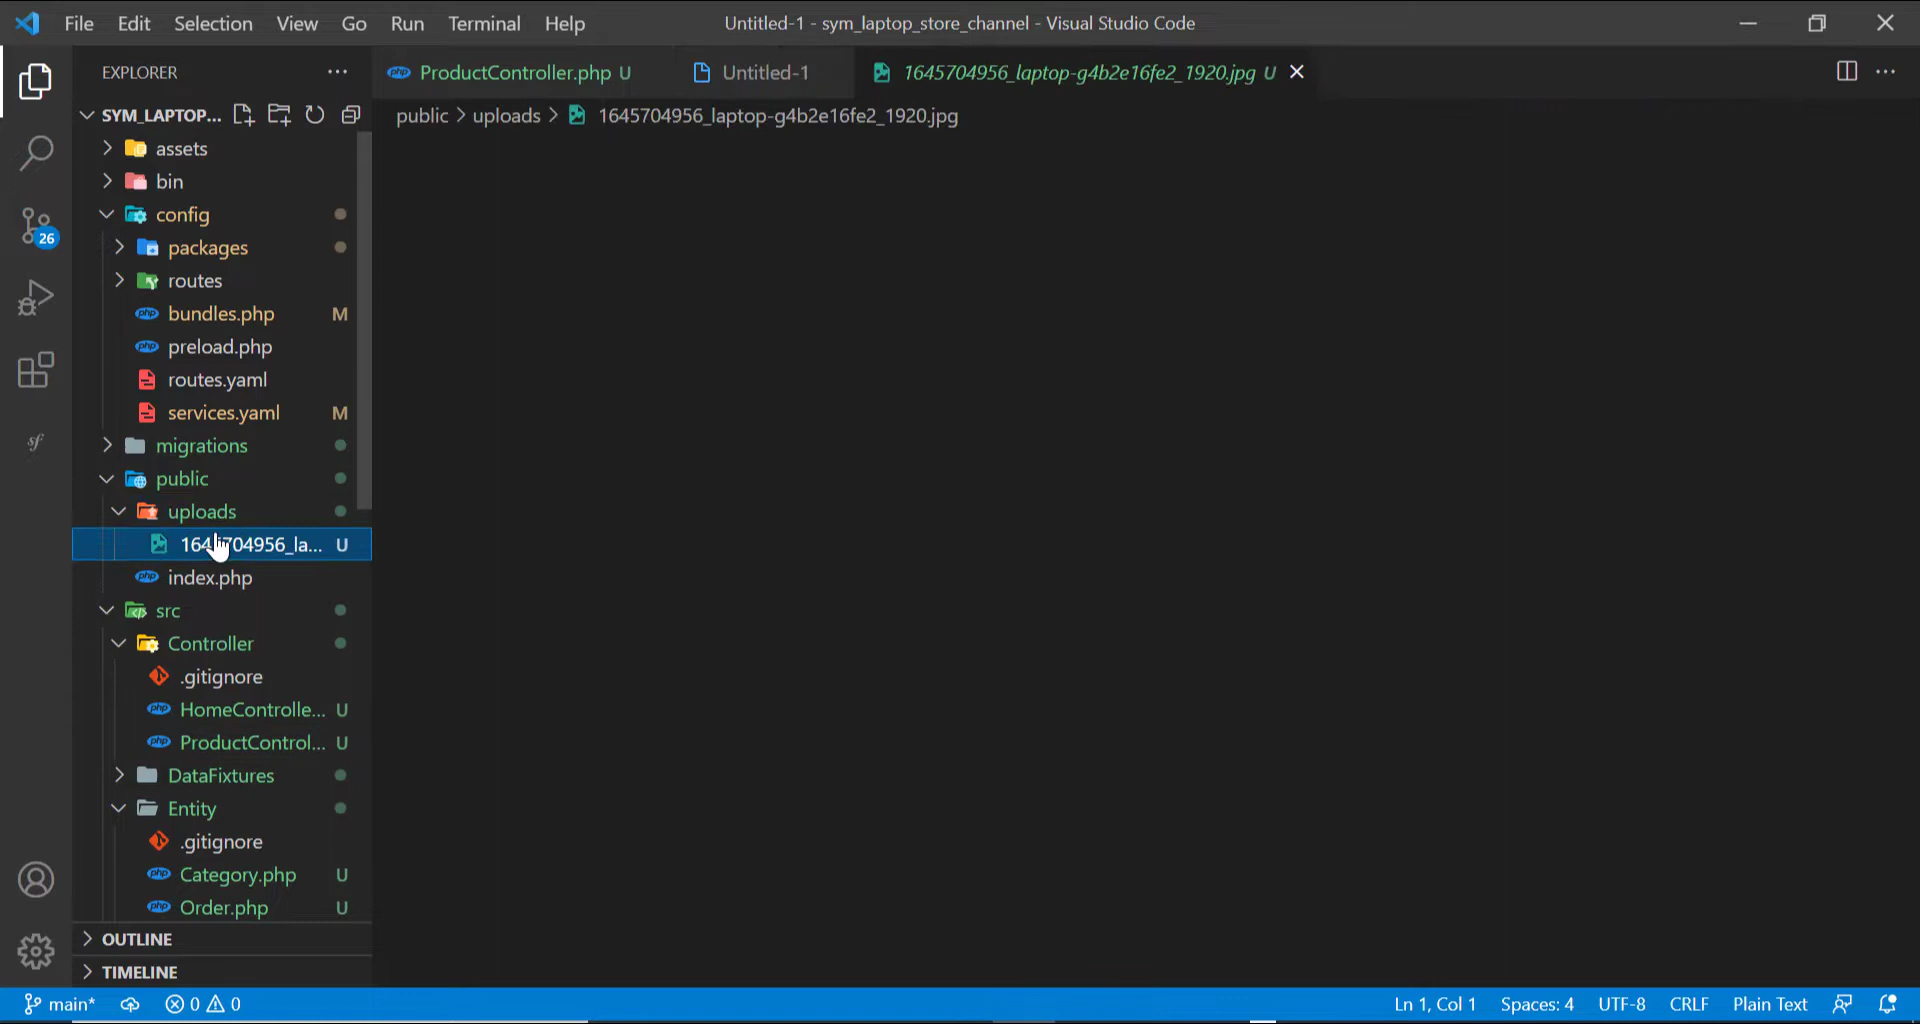 File Edit Selection View Go Run Terminal Help Untitled-1 - sym_laptop_store_channel - Visual Studio Code
EXPLORER
ProductController.php U Untitled-1 1645704956_laptop-g4b2e16fe2_1920.jpg U
SYM_LAPTOP...
public > uploads > 1645704956_laptop-g4b2e16fe2_1920.jpg
assets
bin
config
packages
routes
bundles.php M
preload.php
routes.yaml
services.yaml M
migrations
public
uploads
1645704956_la... U
index.php
src
Controller
.gitignore
HomeControlle... U
ProductControl... U
DataFixtures
Entity
.gitignore
Category.php U
Order.php U
OUTLINE
TIMELINE
26
sf
main* 0 0 Ln 1, Col 1 Spaces: 4 UTF-8 CRLF Plain Text